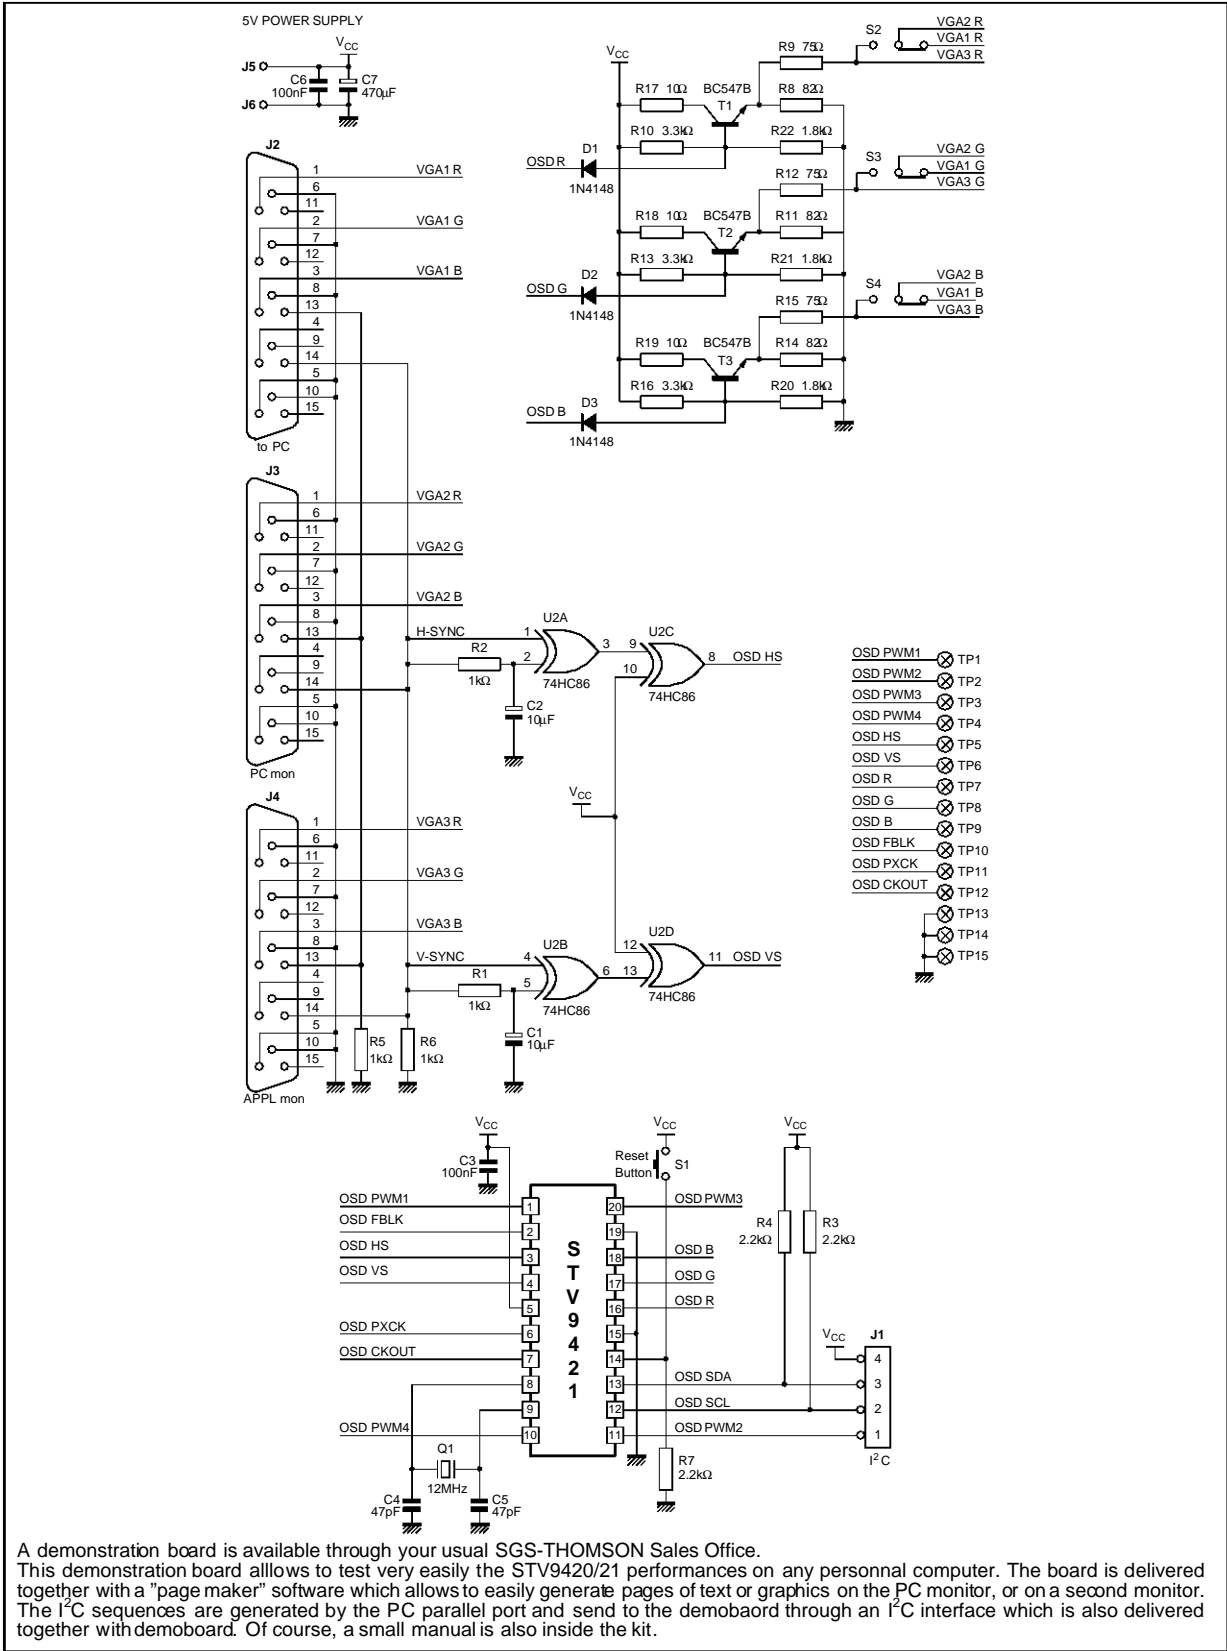 5V POWER SUPPLY
VCC
J5
C6
100nF
C7
470µF
J6
J2
1
VGA1 R
6
11
2
VGA1 G
7
12
3
VGA1 B
8
13
4
9
14
5
10
15
to PC
J3
1
VGA2 R
6
11
2
VGA2 G
7
12
3
VGA2 B
8
13
4
9
14
5
10
15
PC mon
J4
1
VGA3 R
6
11
2
VGA3 G
7
12
3
VGA3 B
8
13
4
9
14
5
10
15
APPL mon
R5
1kΩ
R6
1kΩ
VCC
R9 75Ω
S2
VGA2 R
VGA1 R
VGA3 R
R17 10Ω
BC547B
T1
R8 82Ω
R10 3.3kΩ
R22 1.8kΩ
OSD R
D1
1N4148
R12 75Ω
S3
VGA2 G
VGA1 G
VGA3 G
R18 10Ω
BC547B
T2
R11 82Ω
R13 3.3kΩ
R21 1.8kΩ
OSD G
D2
1N4148
R15 75Ω
S4
VGA2 B
VGA1 B
VGA3 B
R19 10Ω
BC547B
T3
R14 82Ω
R16 3.3kΩ
R20 1.8kΩ
OSD B
D3
1N4148
H-SYNC
R2
1kΩ
1
2
U2A
3
74HC86
C2
10µF
9
10
U2C
8
OSD HS
74HC86
VCC
V-SYNC
R1
1kΩ
4
5
U2B
6
74HC86
C1
10µF
12
13
U2D
11
OSD VS
74HC86
OSD PWM1 TP1
OSD PWM2 TP2
OSD PWM3 TP3
OSD PWM4 TP4
OSD HS TP5
OSD VS TP6
OSD R TP7
OSD G TP8
OSD B TP9
OSD FBLK TP10
OSD PXCK TP11
OSD CKOUT TP12
TP13
TP14
TP15
VCC
C3
100nF
VCC
Reset
Button
S1
VCC
R4
2.2kΩ
R3
2.2kΩ
STV9421
OSD PWM1 1
OSD FBLK 2
OSD HS 3
OSD VS 4
5
OSD PXCK 6
OSD CKOUT 7
8
9
OSD PWM4 10
20 OSD PWM3
19
18 OSD B
17 OSD G
16 OSD R
15
14
13 OSD SDA
12 OSD SCL
11 OSD PWM2
VCC
J1
4
3
2
1
I2C
Q1
12MHz
C4
47pF
C5
47pF
R7
2.2kΩ
A demonstration board is available through your usual SGS-THOMSON Sales Office.
This demonstration board alllows to test very easily the STV9420/21 performances on any personnal computer. The board is delivered
together with a "page maker" software which allows to easily generate pages of text or graphics on the PC monitor, or on a second monitor.
The I2C sequences are generated by the PC parallel port and send to the demobaord through an I2C interface which is also delivered
together with demoboard. Of course, a small manual is also inside the kit.